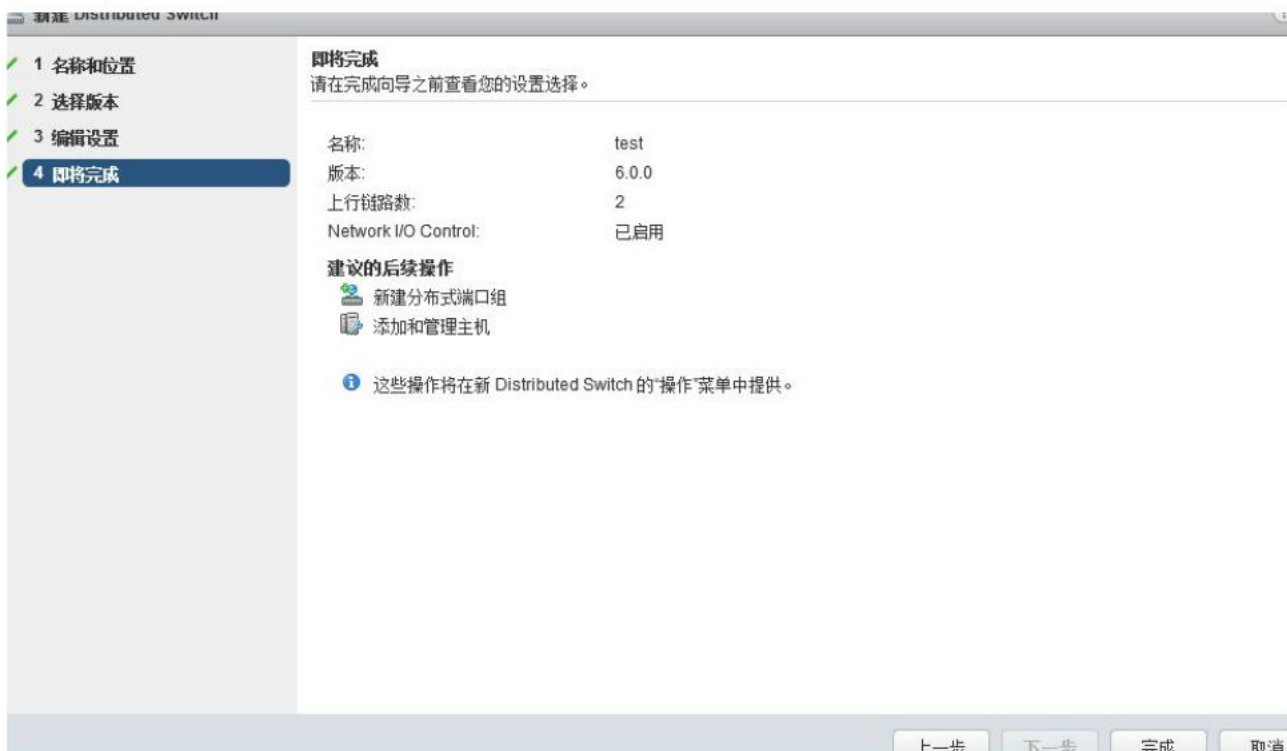 新建 Distributed Switch
1 名称和位置
2 选择版本
3 编辑设置
4 即将完成
即将完成
请在完成向导之前查看您的设置选择。
名称: test
版本: 6.0.0
上行链路数: 2
Network I/O Control: 已启用
建议的后续操作
新建分布式端口组
添加和管理主机
这些操作将在新 Distributed Switch 的"操作"菜单中提供。
上一步 下一步 完成 取消